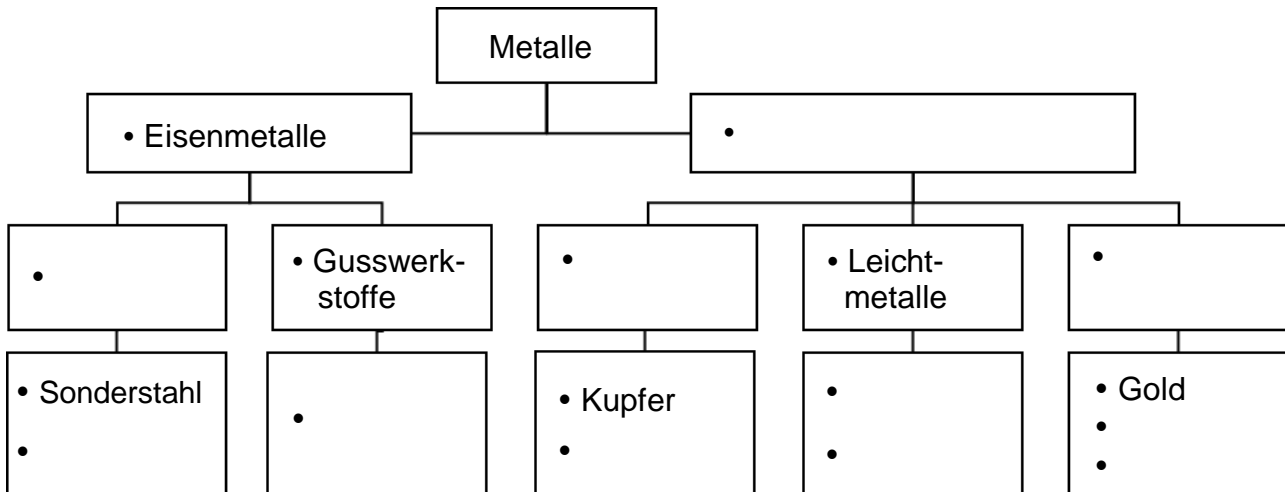 Metalle
• Eisenmetalle
•
•
• Gusswerk-
stoffe
•
• Leicht-
metalle
•
• Sonderstahl
•
•
• Kupfer
•
•
•
• Gold
•
•